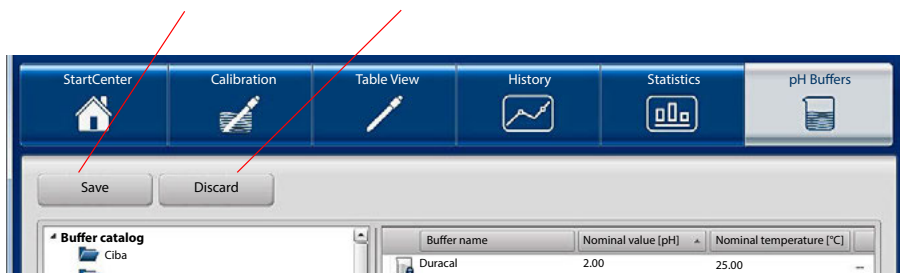 StartCenter Calibration Table View History Statistics pH Buffers
Save Discard
Buffer catalog
Ciba
Buffer name Nominal value [pH] Nominal temperature [°C]
Duracal 2.00 25.00 ...